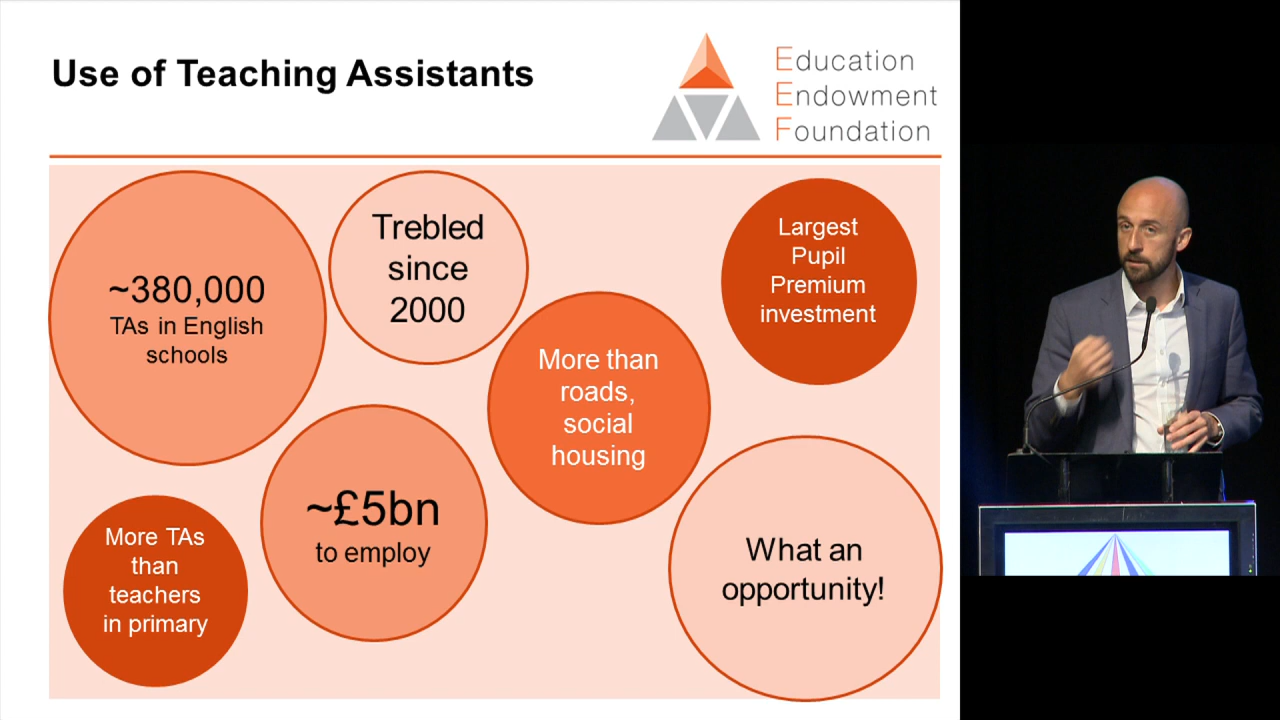 Use of Teaching Assistants
Education
Endowment
Foundation
~380,000
TAs in English
schools
Trebled
since
2000
Largest
Pupil
Premium
investment
More than
roads,
social
housing
~£5bn
to employ
More TAs
than
teachers
in primary
What an
opportunity!